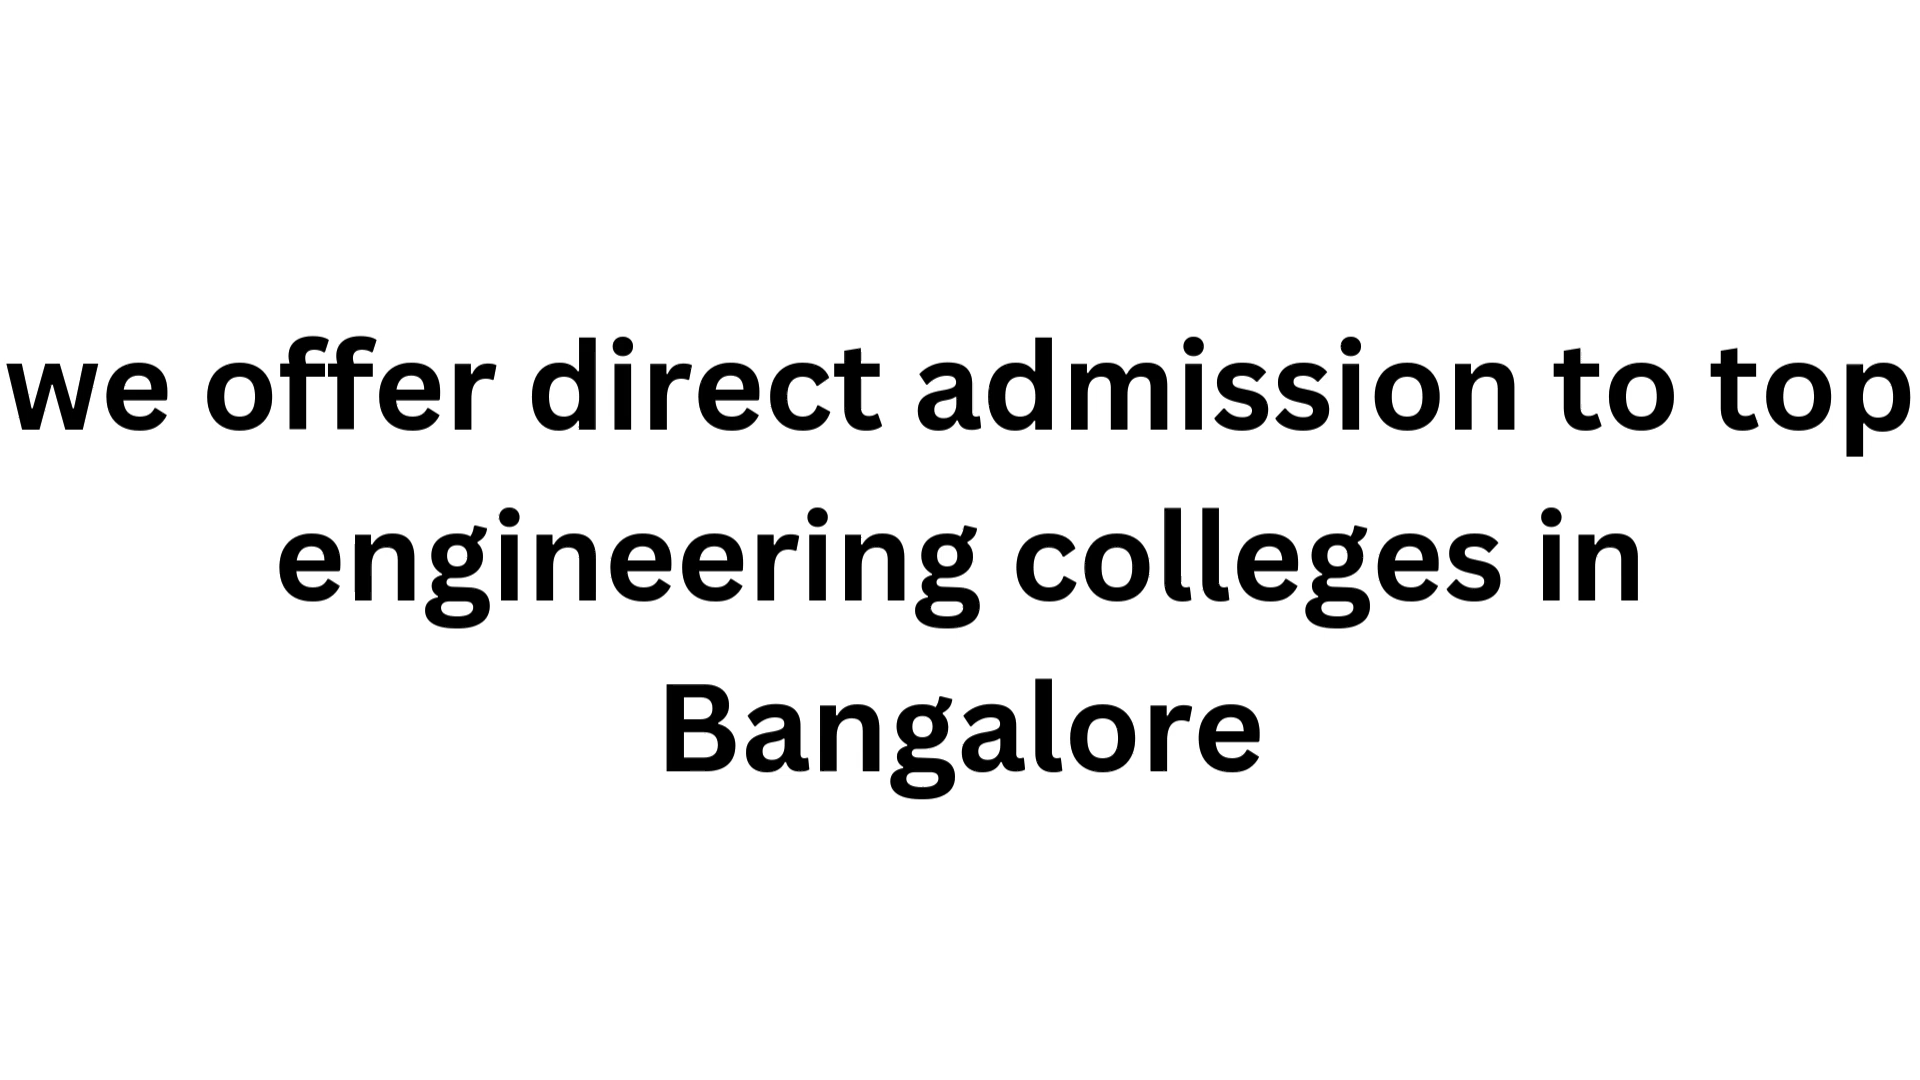 we offer direct admission to top
engineering colleges in
Bangalore